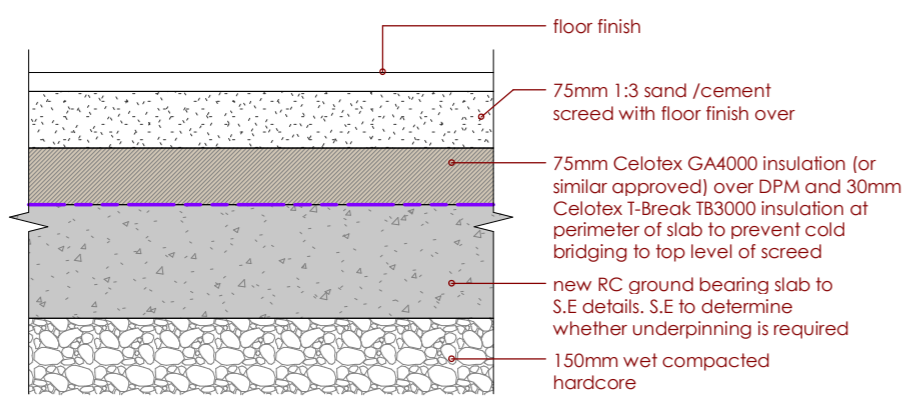 floor finish
75mm 1:3 sand /cement
screed with floor finish over
75mm Celotex GA4000 insulation (or
similar approved) over DPM and 30mm
Celotex T-Break TB3000 insulation at
perimeter of slab to prevent cold
bridging to top level of screed
new RC ground bearing slab to
S.E details. S.E to determine
whether underpinning is required
150mm wet compacted
hardcore